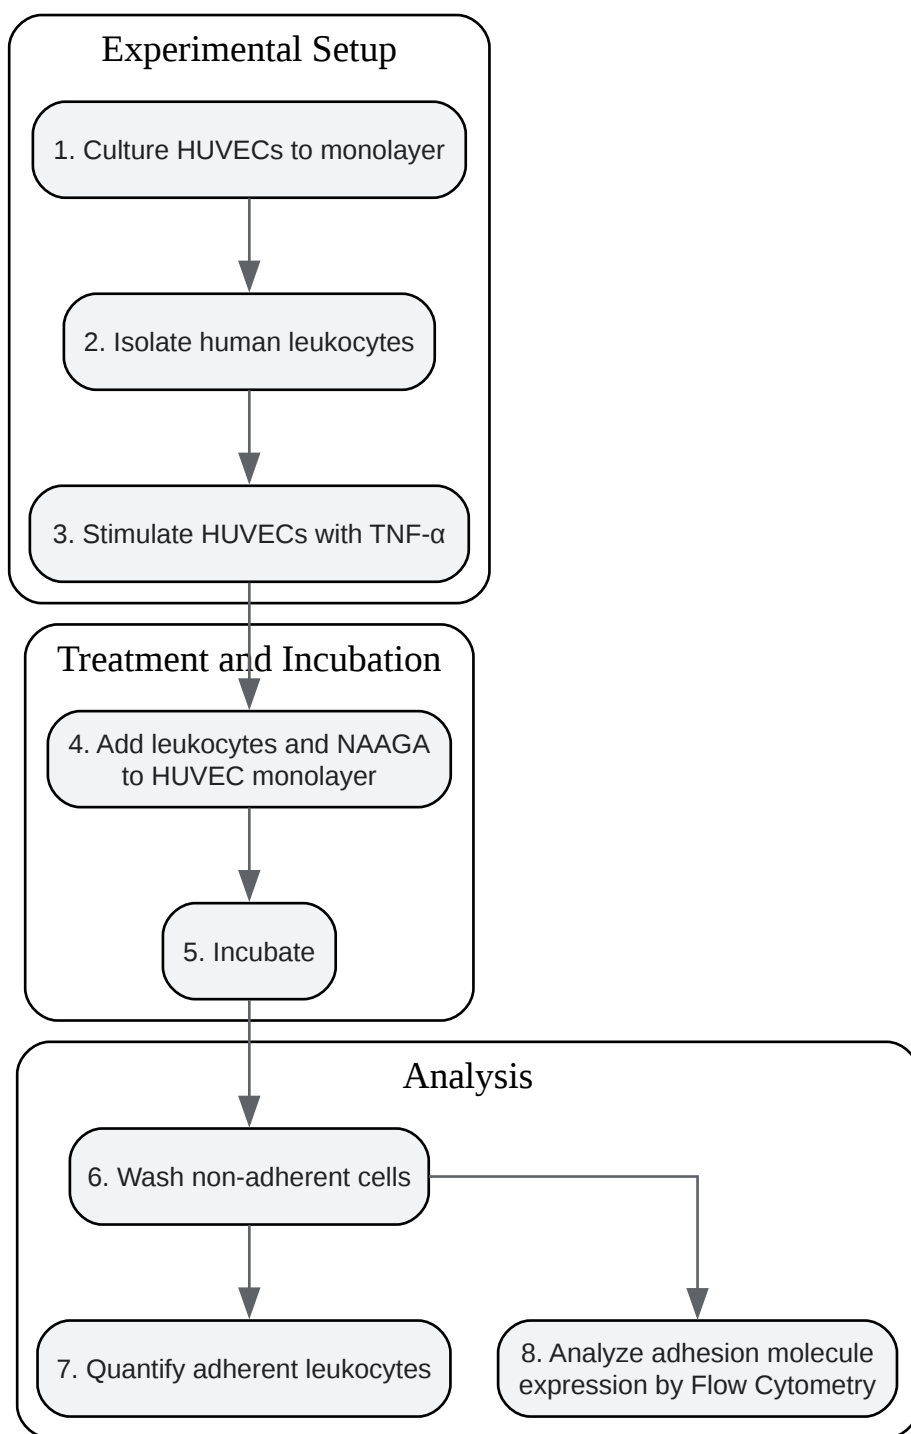 Experimental Setup
1. Culture HUVECs to monolayer
2. Isolate human leukocytes
3. Stimulate HUVECs with TNF-α
Treatment and Incubation
4. Add leukocytes and NAAGA
to HUVEC monolayer
5. Incubate
Analysis
6. Wash non-adherent cells
7. Quantify adherent leukocytes
8. Analyze adhesion molecule
expression by Flow Cytometry